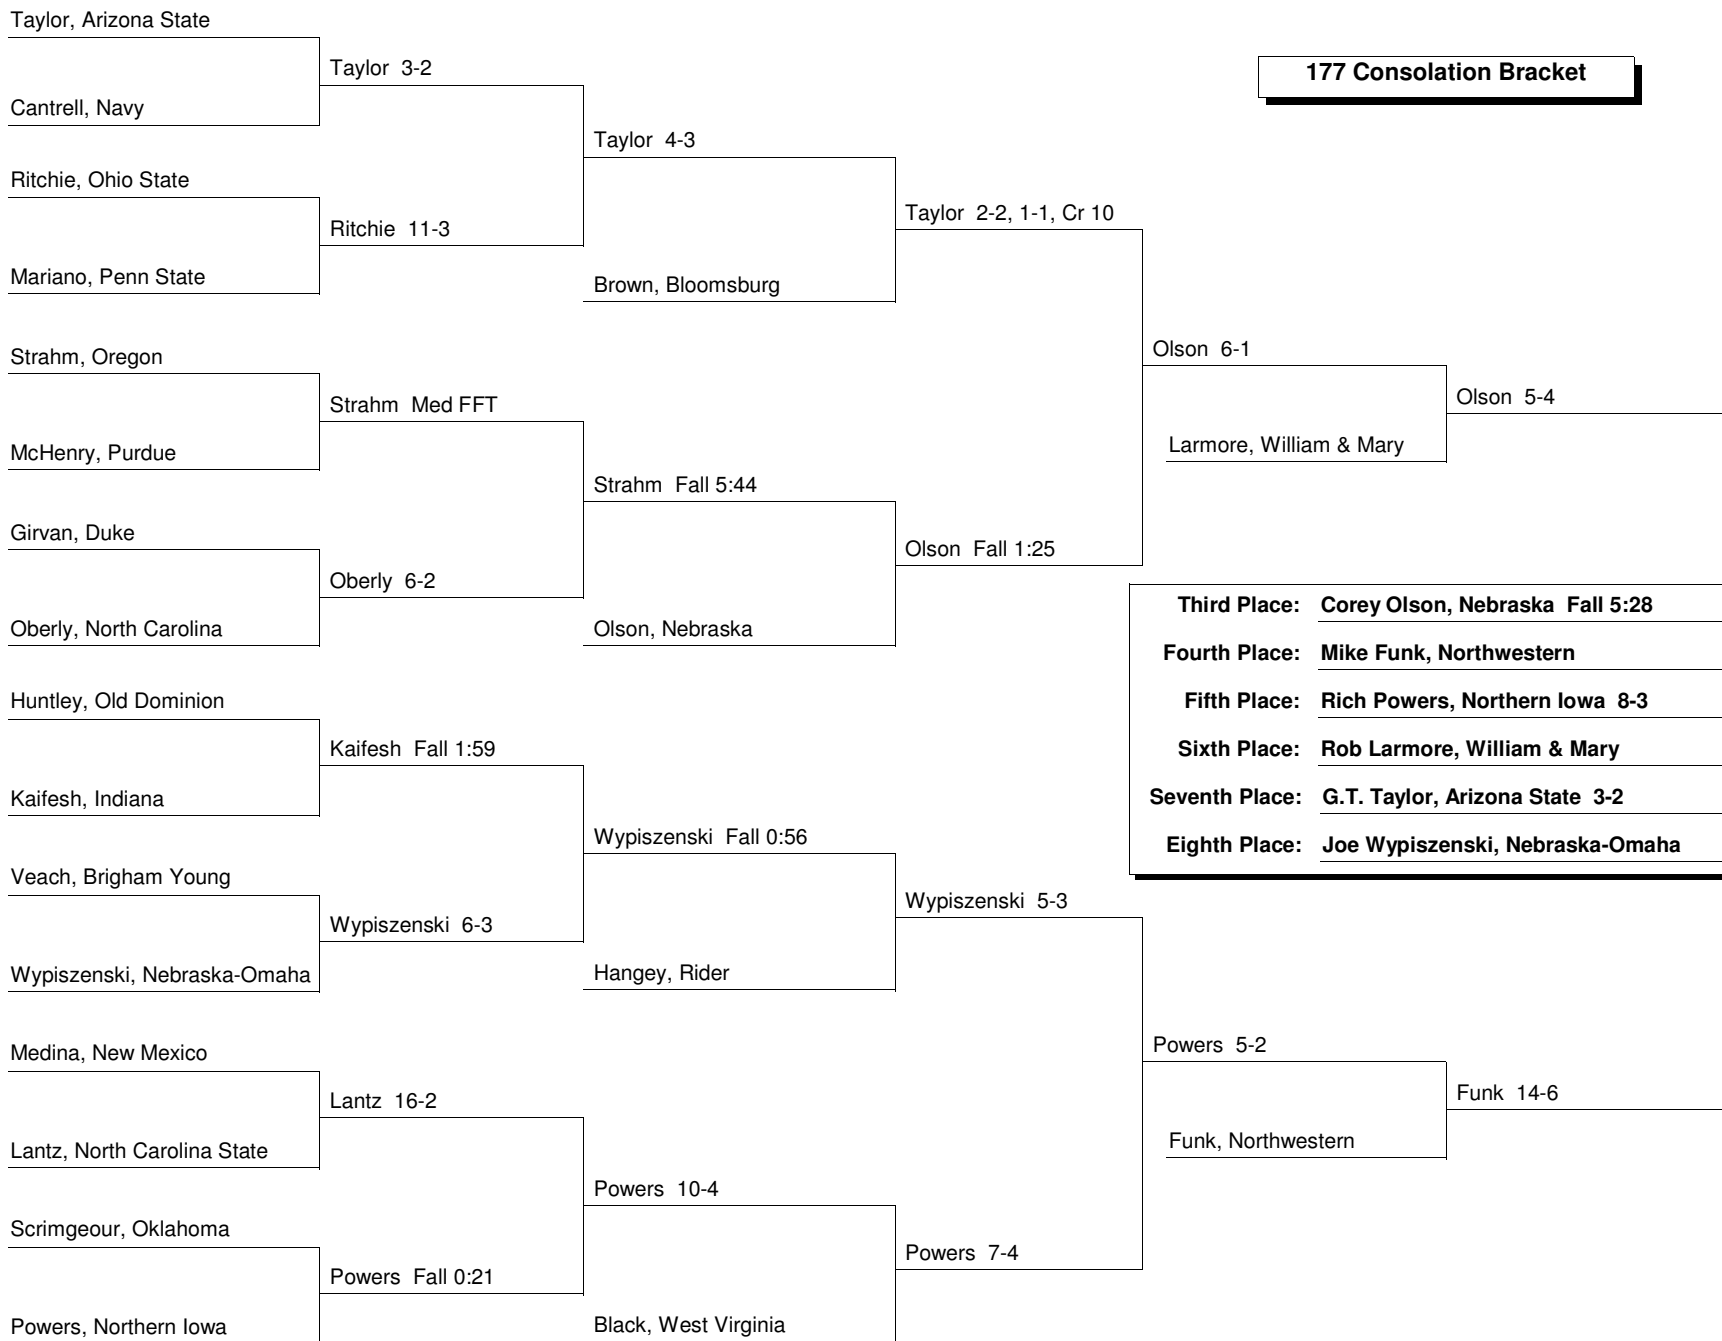 Taylor, Arizona State
Taylor  3-2
177 Consolation Bracket
Cantrell, Navy
Taylor  4-3
Ritchie, Ohio State
Taylor  2-2, 1-1, Cr 10
Ritchie  11-3
Mariano, Penn State
Brown, Bloomsburg
Strahm, Oregon
Olson  6-1
Strahm  Med FFT
Olson  5-4
McHenry, Purdue
Larmore, William & Mary
Strahm  Fall 5:44
Girvan, Duke
Olson  Fall 1:25
Oberly  6-2
Third Place: Corey Olson, Nebraska  Fall 5:28
Oberly, North Carolina
Olson, Nebraska
Fourth Place: Mike Funk, Northwestern
Huntley, Old Dominion
Fifth Place: Rich Powers, Northern Iowa  8-3
Kaifesh  Fall 1:59
Sixth Place: Rob Larmore, William & Mary
Kaifesh, Indiana
Seventh Place: G.T. Taylor, Arizona State  3-2
Wypiszenski  Fall 0:56
Eighth Place: Joe Wypiszenski, Nebraska-Omaha
Veach, Brigham Young
Wypiszenski  5-3
Wypiszenski  6-3
Wypiszenski, Nebraska-Omaha
Hangey, Rider
Medina, New Mexico
Powers  5-2
Lantz  16-2
Funk  14-6
Lantz, North Carolina State
Funk, Northwestern
Powers  10-4
Scrimgeour, Oklahoma
Powers  7-4
Powers  Fall 0:21
Powers, Northern Iowa
Black, West Virginia